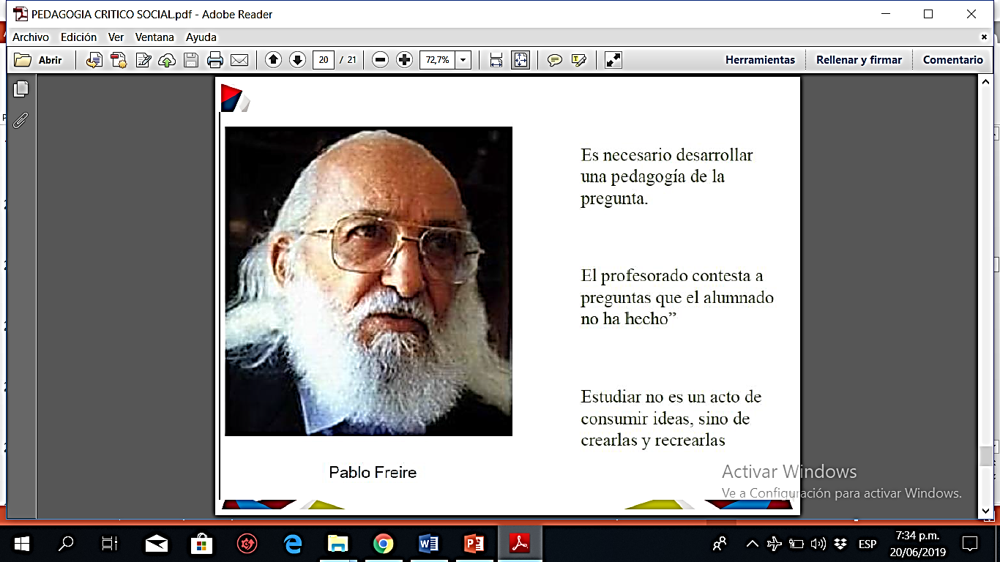 PEDAGOGIA CRITICO SOCIAL.pdf - Adobe Reader
Archivo Edición Ver Ventana Ayuda
Abrir 20 / 21 72,7% Herramientas Rellenar y firmar Comentario
Es necesario desarrollar
una pedagogía de la
pregunta.
El profesorado contesta a
preguntas que el alumnado
no ha hecho”
Estudiar no es un acto de
consumir ideas, sino de
crearlas y recrearlas
Pablo Freire
Activar Windows
Ve a Configuración para activar Windows.
ESP
7:34 p.m.
20/06/2019